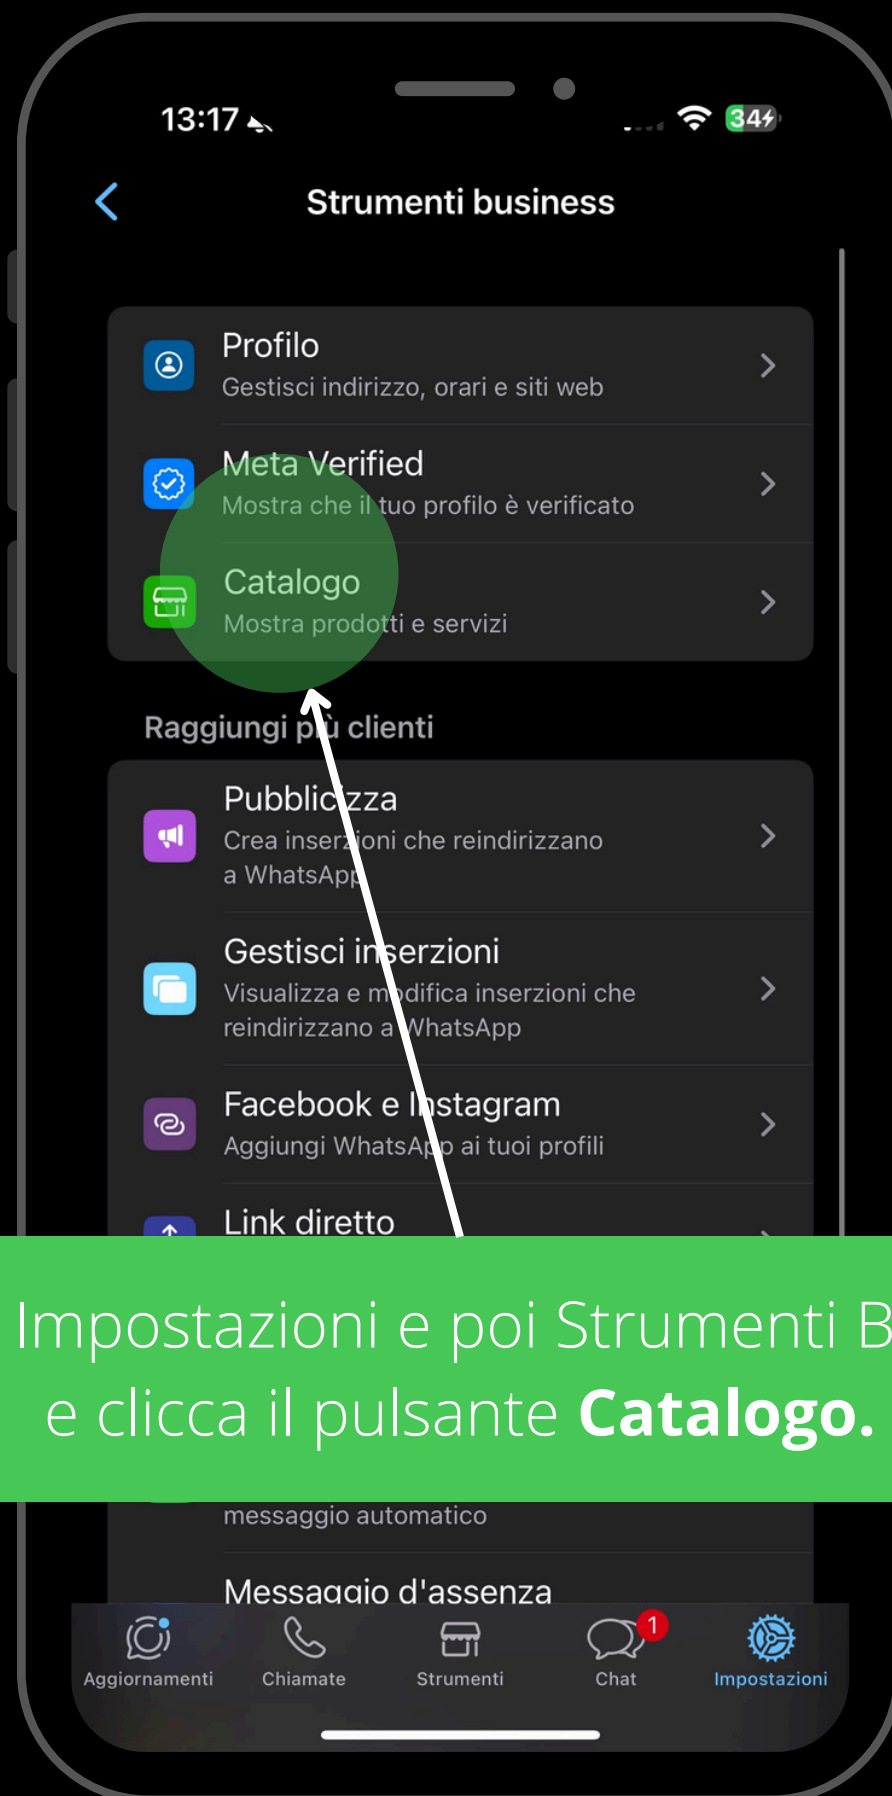 13:17
34
Strumenti business
Profilo
Gestisci indirizzo, orari e siti web
Meta Verified
Mostra che il tuo profilo è verificato
Catalogo
Mostra prodotti e servizi
Raggiungi più clienti
Pubblicizza
Crea inserzioni che reindirizzano
a WhatsApp
Gestisci inserzioni
Visualizza e modifica inserzioni che
reindirizzano a WhatsApp
Facebook e Instagram
Aggiungi WhatsApp ai tuoi profili
Link diretto
Impostazioni e poi Strumenti B
e clicca il pulsante Catalogo.
messaggio automatico
Messaggio d'assenza
1
Aggiornamenti
Chiamate
Strumenti
Chat
Impostazioni